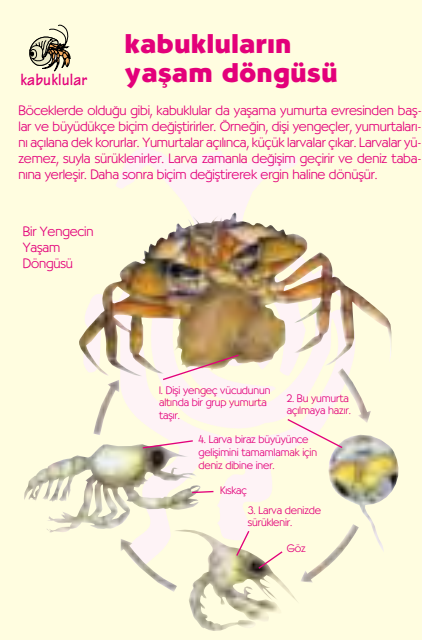 kabukluların
yaşam döngüsü
kabuklular
Böceklerde olduğu gibi, kabuklular da yaşama yumurta evresinden baş-
lar ve büyüdükçe biçim değiştirirler. Örneğin, dişi yengeçler, yumurtaları-
nı açılana dek korurlar. Yumurtalar açılınca, küçük larvalar çıkar. Larvalar yü-
zemez, suyla sürüklenirler. Larva zamanla değişim geçirir ve deniz taba-
nına yerleşir. Daha sonra biçim değiştirerek ergin haline dönüşür.
Bir Yengecin
Yaşam
Döngüsü
1. Dişi yengeç vücudunun
altında bir grup yumurta
taşır.
2. Bu yumurta
açılmaya hazır.
4. Larva biraz büyüyünce
gelişimini tamamlamak için
deniz dibine iner.
Kıskaç
3. Larva denizde
sürüklenir.
Göz